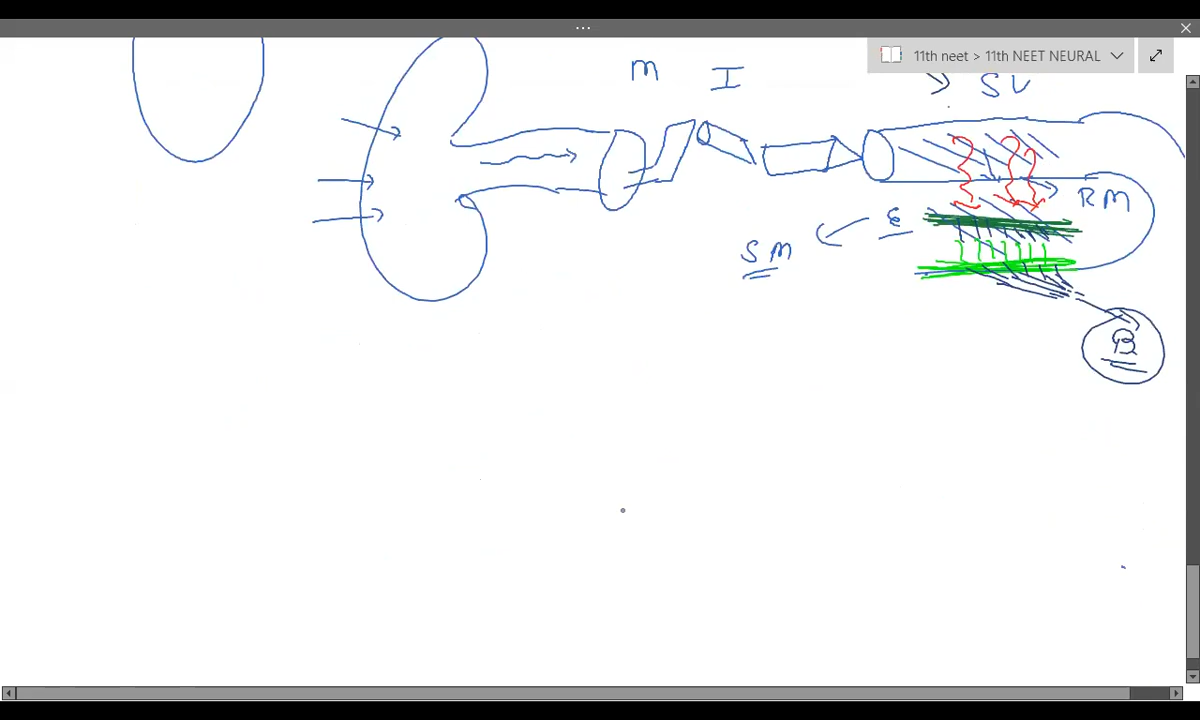 11th neet > 11th NEET NEURAL
m I SV
RM
SM ε
B